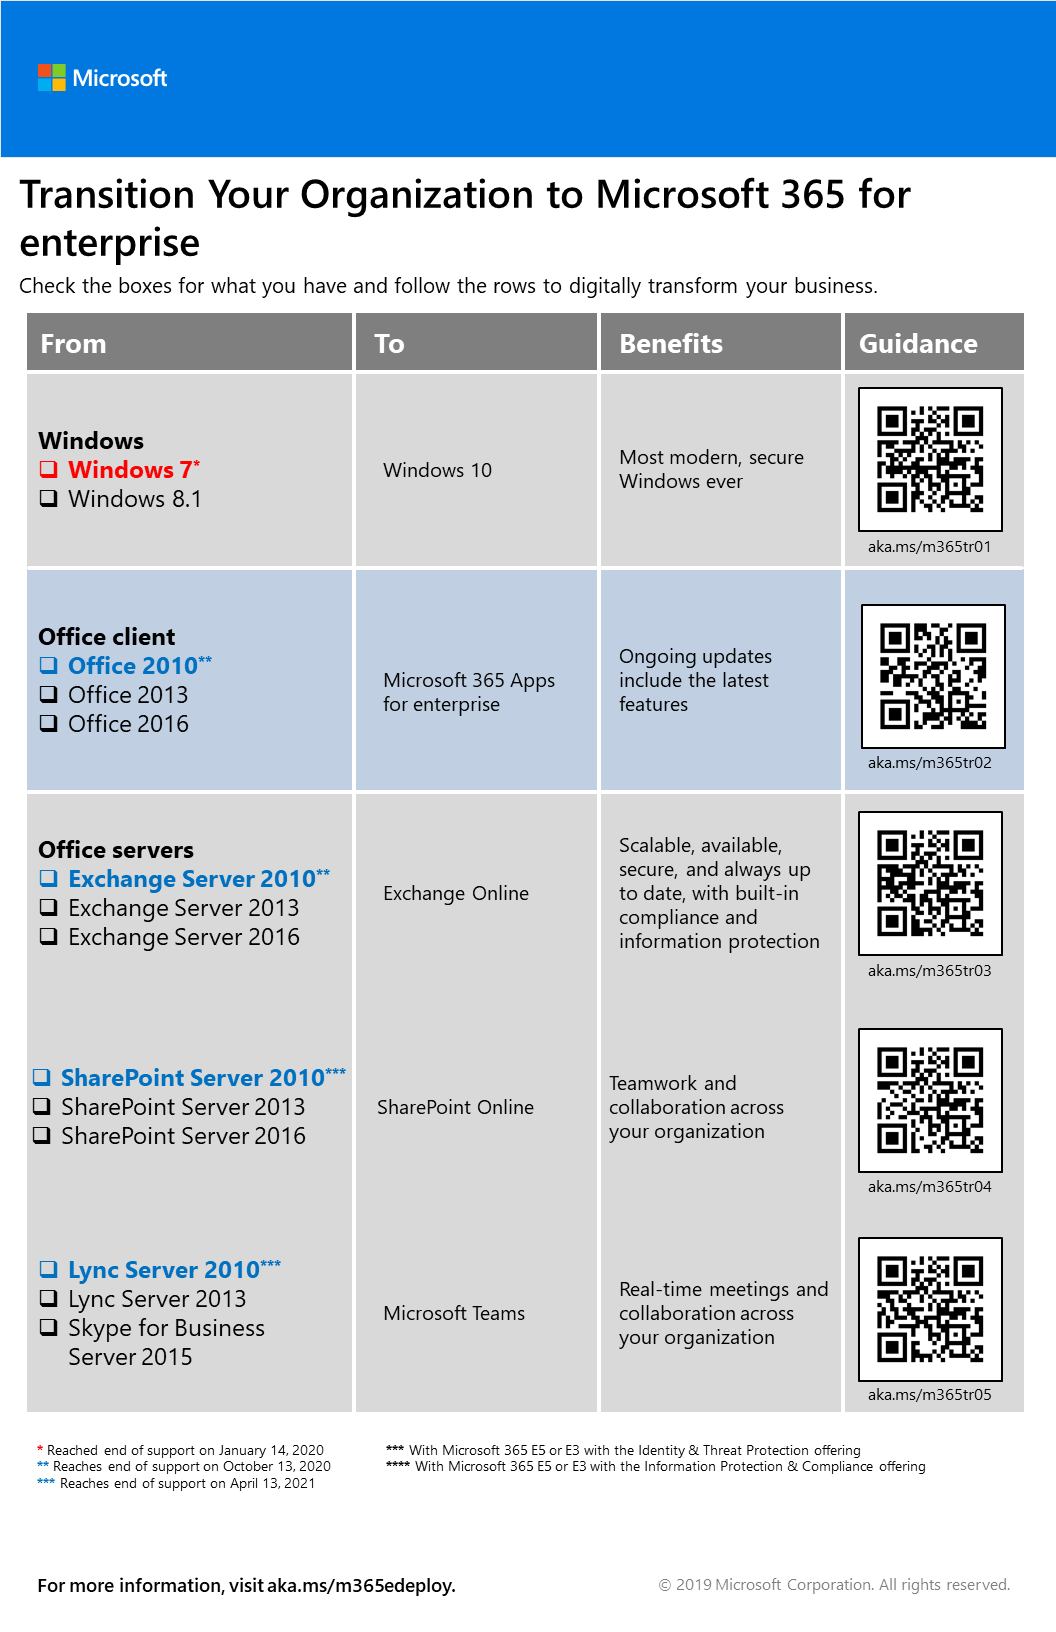 Microsoft
Transition Your Organization to Microsoft 365 for
enterprise
Check the boxes for what you have and follow the rows to digitally transform your business.
From
To
Benefits
Guidance
Windows
Windows 7*
Windows 8.1
Windows 10
Most modern, secure
Windows ever
aka.ms/m365tr01
Office client
Office 2010**
Office 2013
Office 2016
Microsoft 365 Apps
for enterprise
Ongoing updates
include the latest
features
aka.ms/m365tr02
Office servers
Exchange Server 2010**
Exchange Server 2013
Exchange Server 2016
Exchange Online
Scalable, available,
secure, and always up
to date, with built-in
compliance and
information protection
aka.ms/m365tr03
SharePoint Server 2010***
SharePoint Server 2013
SharePoint Server 2016
SharePoint Online
Teamwork and
collaboration across
your organization
aka.ms/m365tr04
Lync Server 2010***
Lync Server 2013
Skype for Business
Server 2015
Microsoft Teams
Real-time meetings and
collaboration across
your organization
aka.ms/m365tr05
* Reached end of support on January 14, 2020
** Reaches end of support on October 13, 2020
*** Reaches end of support on April 13, 2021
*** With Microsoft 365 E5 or E3 with the Identity & Threat Protection offering
**** With Microsoft 365 E5 or E3 with the Information Protection & Compliance offering
For more information, visit aka.ms/m365edeploy.
© 2019 Microsoft Corporation. All rights reserved.